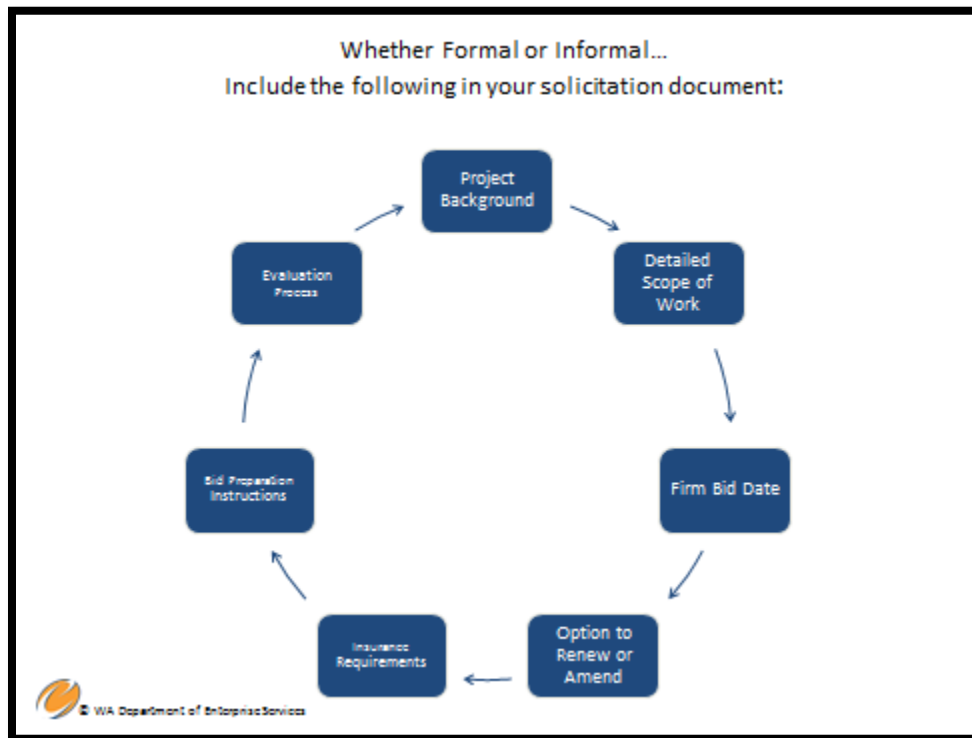 Whether Formal or Informal...
Include the following in your solicitation document:
Project
Background
Detailed
Scope of
Work
Firm Bid Date
Option to
Renew or
Amend
Insurance
Requirements
Bid Preparation
Instructions
Evaluation
Process
© WA Department of Enterprise Services